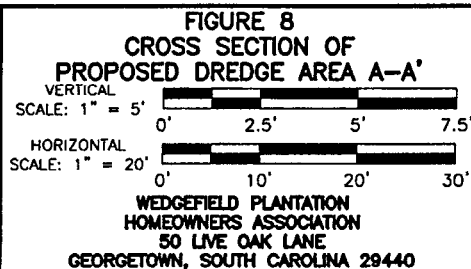 FIGURE 8
CROSS SECTION OF
PROPOSED DREDGE AREA A-A'
VERTICAL
SCALE: 1" = 5'
0' 2.5' 5' 7.5'
HORIZONTAL
SCALE: 1" = 20'
0' 10' 20' 30'
WEDGEFIELD PLANTATION
HOMEOWNERS ASSOCIATION
50 LIVE OAK LANE
GEORGETOWN, SOUTH CAROLINA 29440